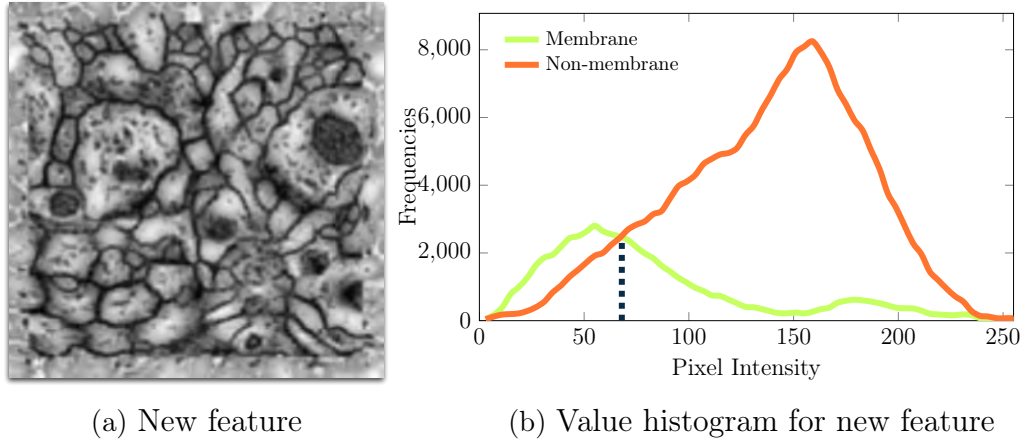 Membrane
Non-membrane
Frequencies
8,000
6,000
4,000
2,000
0
0 50 100 150 200 250
Pixel Intensity
(a) New feature
(b) Value histogram for new feature